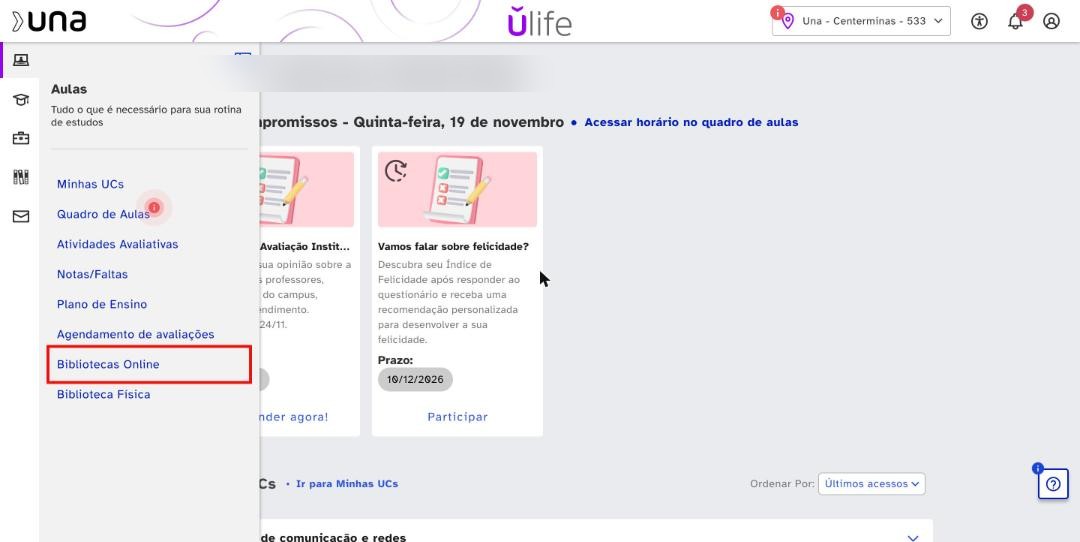 una
ulife
Una - Centerminas - 533
3
Aulas
Tudo o que é necessário para sua rotina
de estudos
Minhas UCs
Quadro de Aulas
Atividades Avaliativas
Notas/Faltas
Plano de Ensino
Agendamento de avaliações
Bibliotecas Online
Biblioteca Física
promissos - Quinta-feira, 19 de novembro • Acessar horário no quadro de aulas
Avaliação Instit...
sua opinião sobre a
professores,
do campus,
endimento.
24/11.
nder agora!
Vamos falar sobre felicidade?
Descubra seu Índice de
Felicidade após responder ao
questionário e receba uma
recomendação personalizada
para desenvolver a sua
felicidade.
Prazo:
10/12/2026
Participar
Cs • Ir para Minhas UCs
Ordenar Por: Últimos acessos
de comunicação e redes